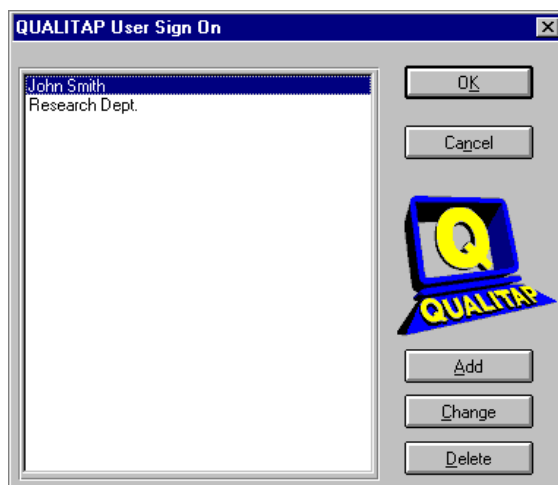 QUALITAP User Sign On
John Smith
Research Dept.
OK
Cancel
Q
QUALITAP
Add
Change
Delete